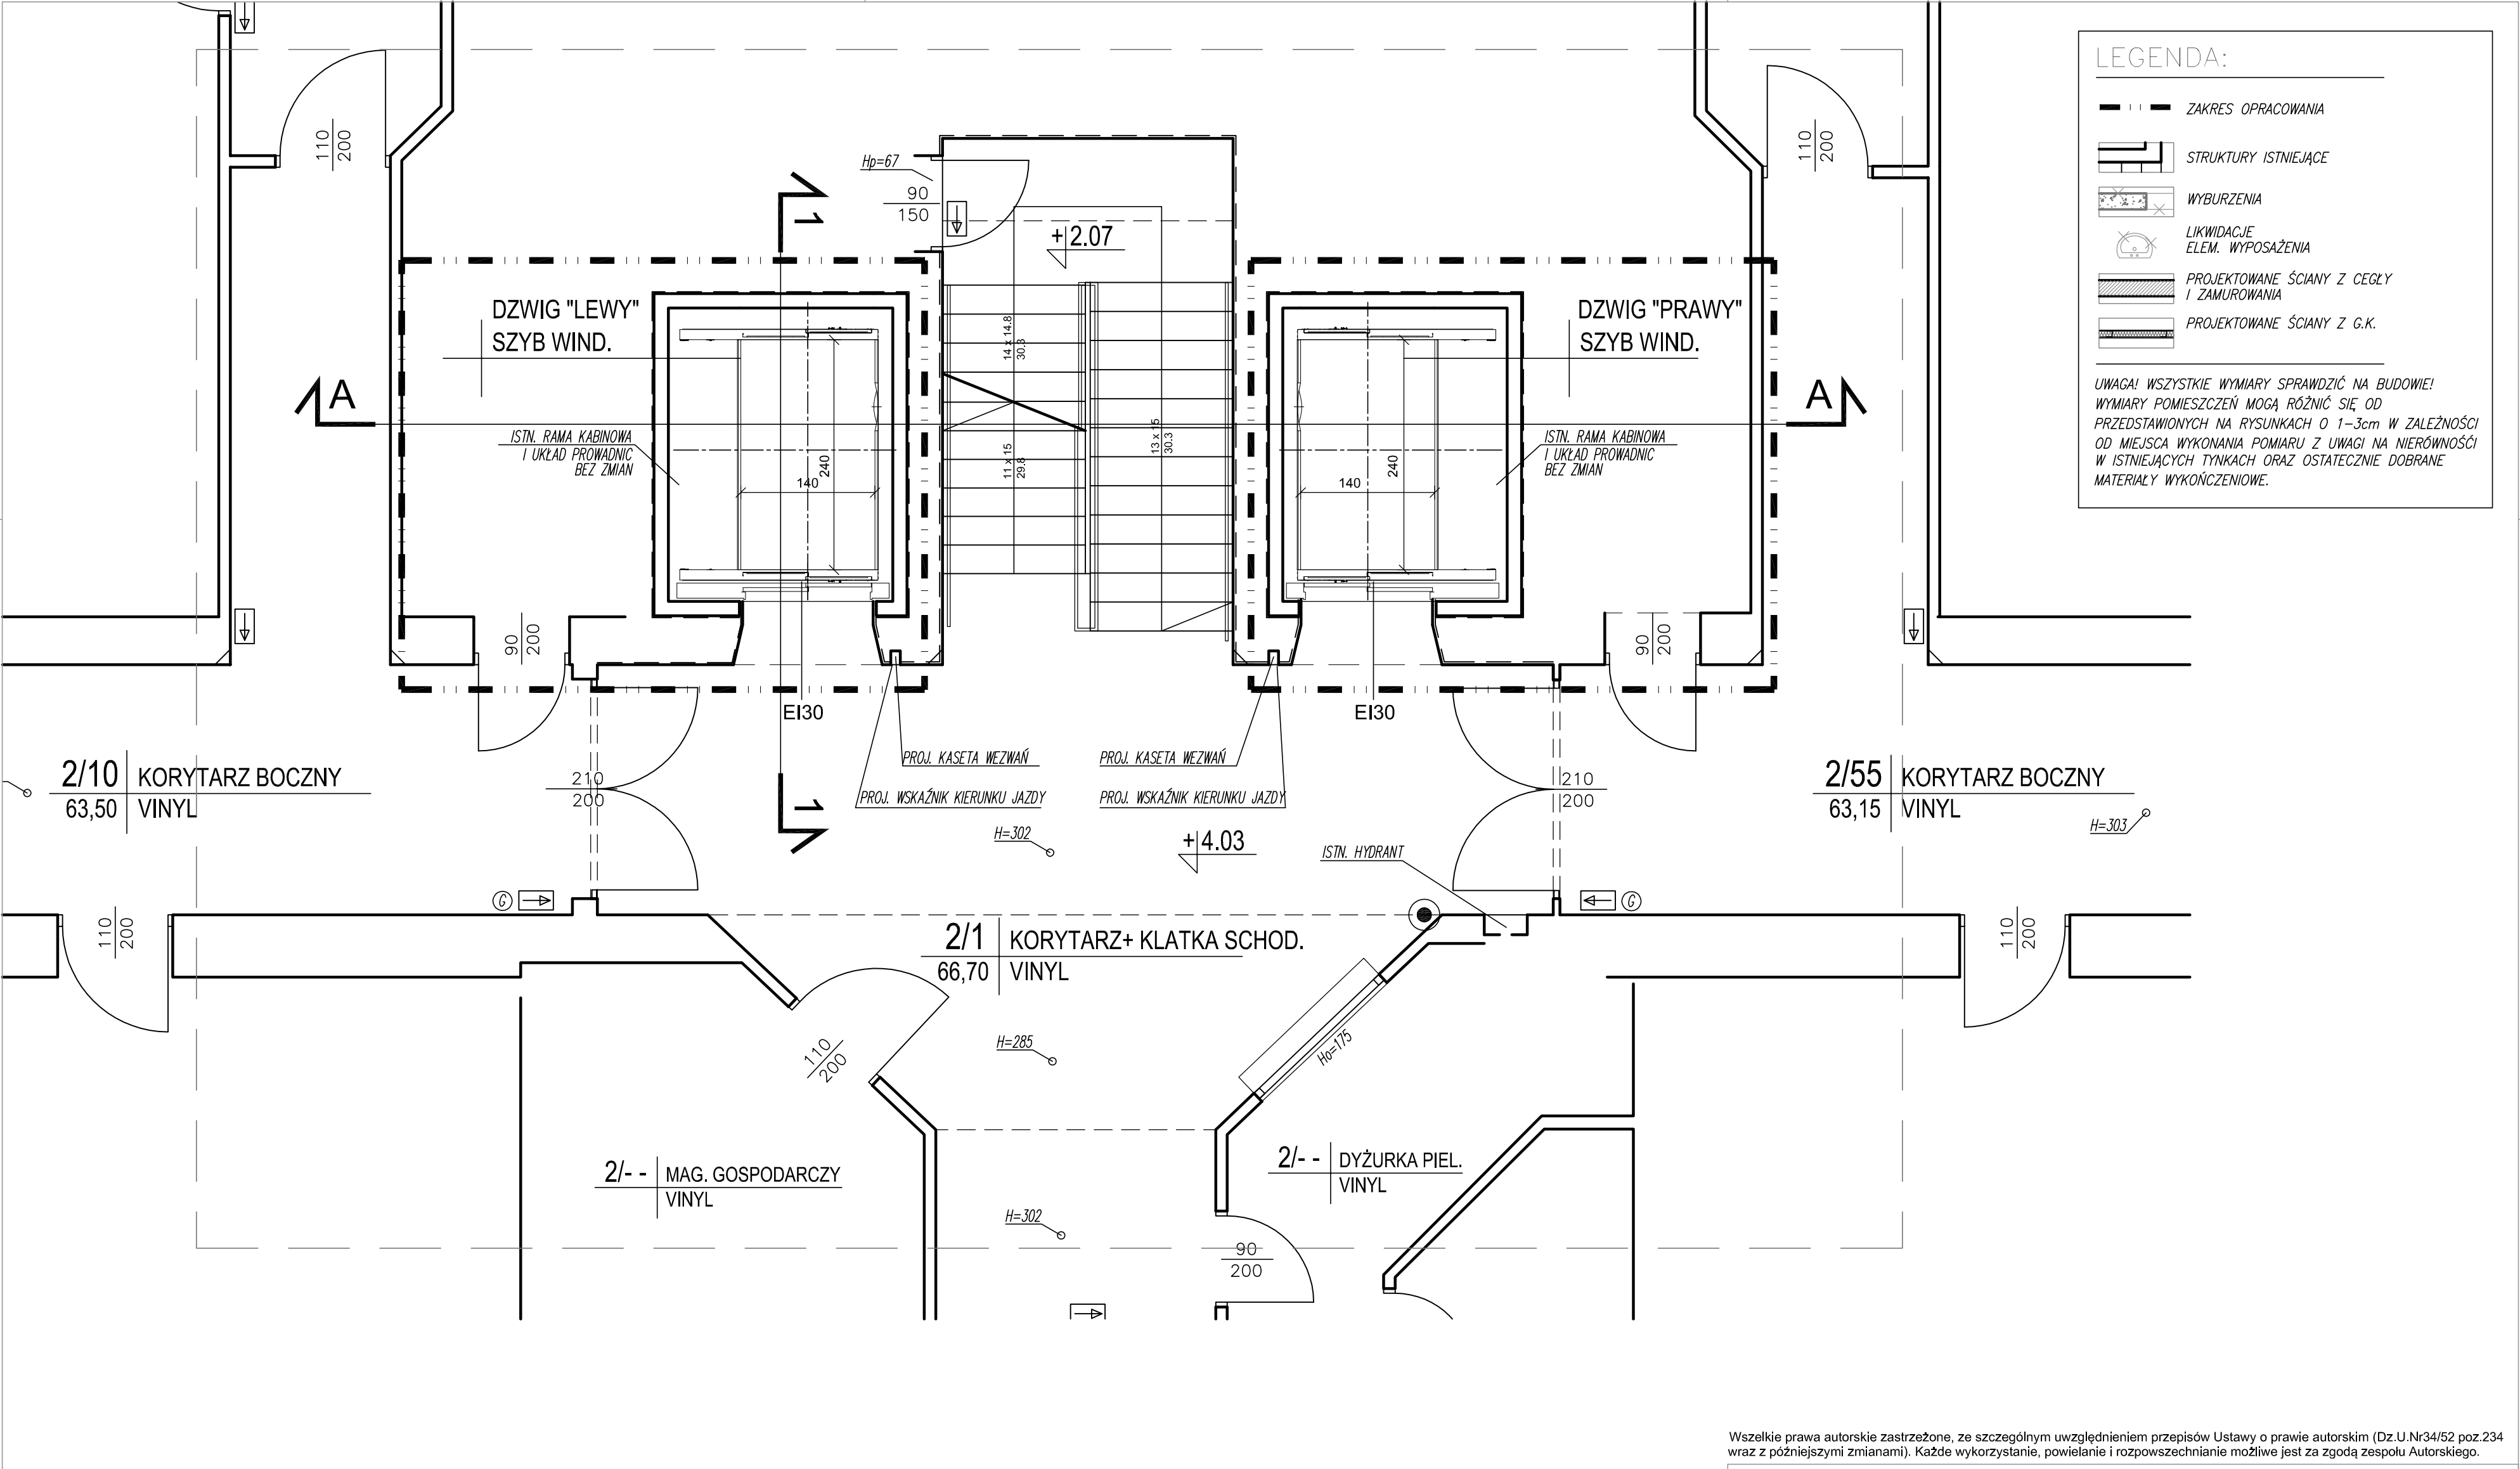 LEGENDA:
ZAKRES OPRACOWANIA
STRUKTURY ISTNIEJĄCE
WYBURZENIA
LIKWIDACJE
ELEM. WYPOSAŻENIA
PROJEKTOWANE ŚCIANY Z CEGŁY
I ZAMUROWANIA
PROJEKTOWANE ŚCIANY Z G.K.
UWAGA! WSZYSTKIE WYMIARY SPRAWDZIĆ NA BUDOWIE!
WYMIARY POMIESZCZEŃ MOGĄ RÓŻNIĆ SIĘ OD
PRZEDSTAWIONYCH NA RYSUNKACH O 1-3cm W ZALEŻNOŚCI
OD MIEJSCA WYKONANIA POMIARU Z UWAGI NA NIERÓWNOŚĆI
W ISTNIEJĄCYCH TYNKACH ORAZ OSTATECZNIE DOBRANE
MATERIAŁY WYKOŃCZENIOWE.
110
200
110
200
Hp=67
90
150
1
+2.07
DZWIG "LEWY"
SZYB WIND.
DZWIG "PRAWY"
SZYB WIND.
14 x 14.8
30.3
A
A
ISTN. RAMA KABINOWA
I UKŁAD PROWADNIC
BEZ ZMIAN
240
140
11 x 15
29.8
13 x 15
30.3
240
140
ISTN. RAMA KABINOWA
I UKŁAD PROWADNIC
BEZ ZMIAN
90
200
90
200
EI30
EI30
2/10 KORYTARZ BOCZNY
63,50 VINYL
210
200
1
PROJ. KASETA WEZWAŃ
PROJ. WSKAŹNIK KIERUNKU JAZDY
PROJ. KASETA WEZWAŃ
PROJ. WSKAŹNIK KIERUNKU JAZDY
210
200
2/55 KORYTARZ BOCZNY
63,15 VINYL
H=303
H=302
+4.03
ISTN. HYDRANT
G
G
110
200
2/1 KORYTARZ+ KLATKA SCHOD.
66,70 VINYL
110
200
H=285
110
200
Ho=175
2/- - MAG. GOSPODARCZY
VINYL
2/- - DYŻURKA PIEL.
VINYL
H=302
90
200
Wszelkie prawa autorskie zastrzeżone, ze szczególnym uwzględnieniem przepisów Ustawy o prawie autorskim (Dz.U.Nr34/52 poz.234
wraz z późniejszymi zmianami). Każde wykorzystanie, powielanie i rozpowszechnianie możliwe jest za zgodą zespołu Autorskiego.